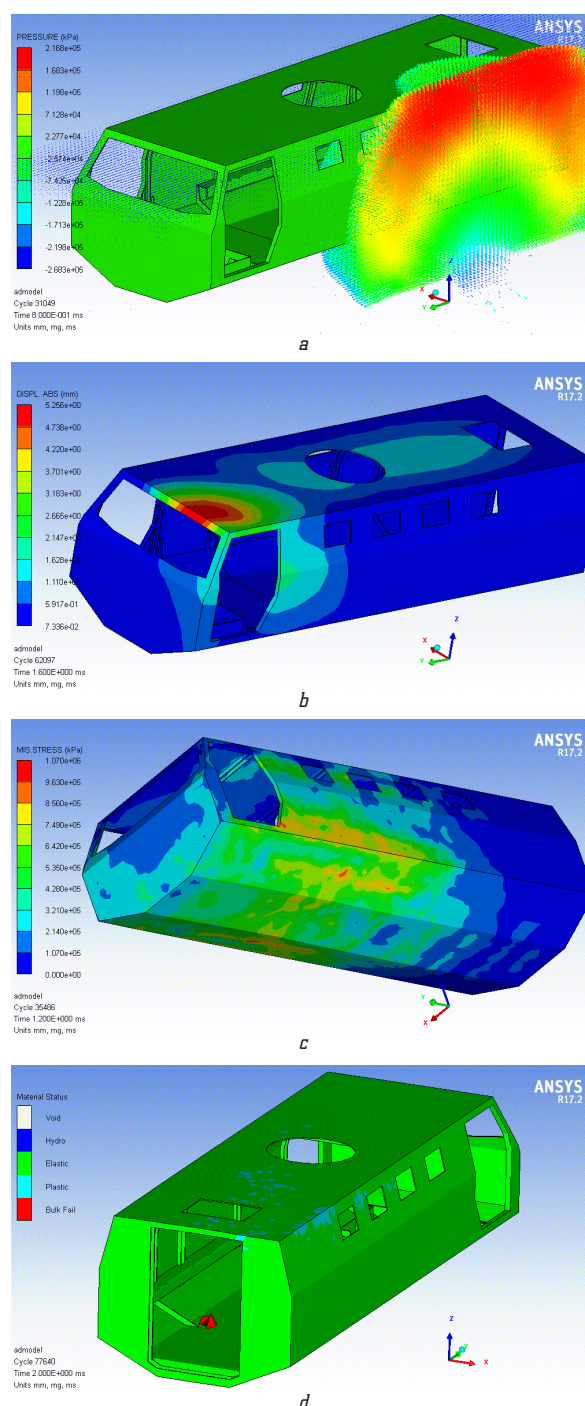 PRESSURE (kPa)
2.168e+05
1.683e+05
1.198e+05
7.128e+04
2.277e+04
-2.574e+04
-7.425e+04
-1.228e+05
-1.713e+05
-2.198e+05
-2.683e+05
admodel
Cycle 31049
Time 8.000E-001 ms
Units mm, mg, ms
ANSYS
R17.2
Z
X
Y
a
DISPL. ABS (mm)
5.256e+00
4.738e+00
4.220e+00
3.701e+00
3.183e+00
2.665e+00
2.147e+00
1.628e+00
1.110e+00
5.917e-01
7.336e-02
admodel
Cycle 62097
Time 1.600E+000 ms
Units mm, mg, ms
ANSYS
R17.2
Z
X
Y
b
MIS.STRESS (kPa)
1.070e+06
9.630e+05
8.560e+05
7.490e+05
6.420e+05
5.350e+05
4.280e+05
3.210e+05
2.140e+05
1.070e+05
0.000e+00
admodel
Cycle 35486
Time 1.200E+000 ms
Units mm, mg, ms
ANSYS
R17.2
Y
X
c
Material Status
Void
Hydro
Elastic
Plastic
Bulk Fail
admodel
Cycle 77640
Time 2.000E+000 ms
Units mm, mg, ms
ANSYS
R17.2
Z
X
d